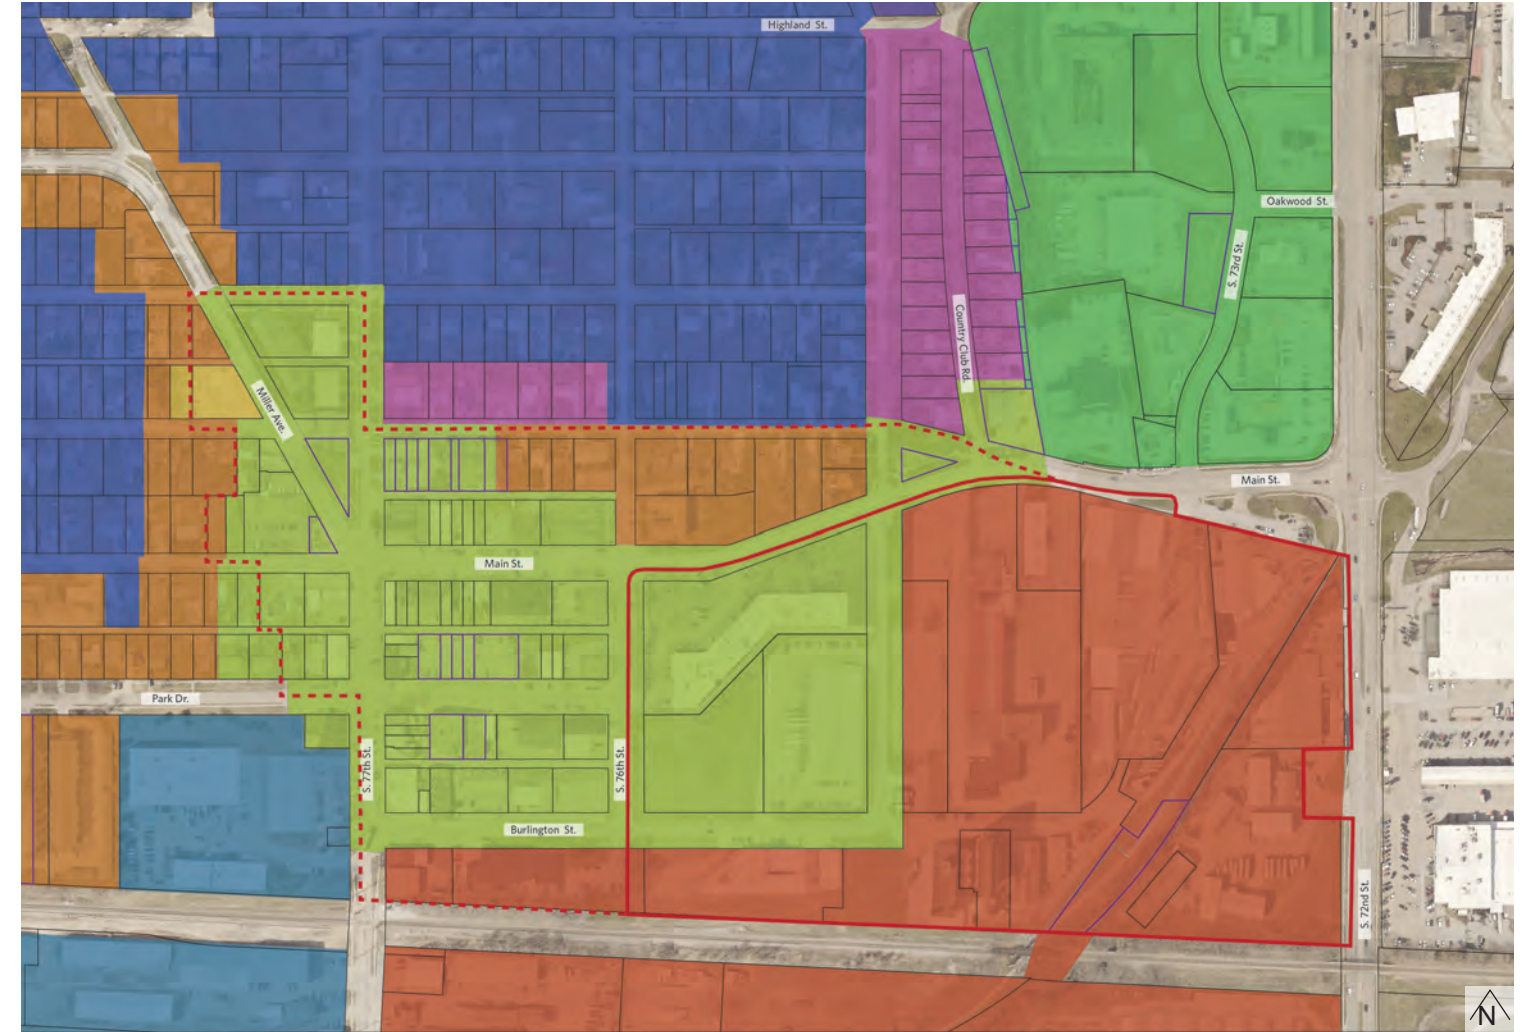 Highland St.
Oakwood St.
S. 73rd St.
Country Club Rd.
Miller Ave.
Main St.
Main St.
Park Dr.
S. 77th St.
S. 76th St.
Burlington St.
S. 72nd St.
N